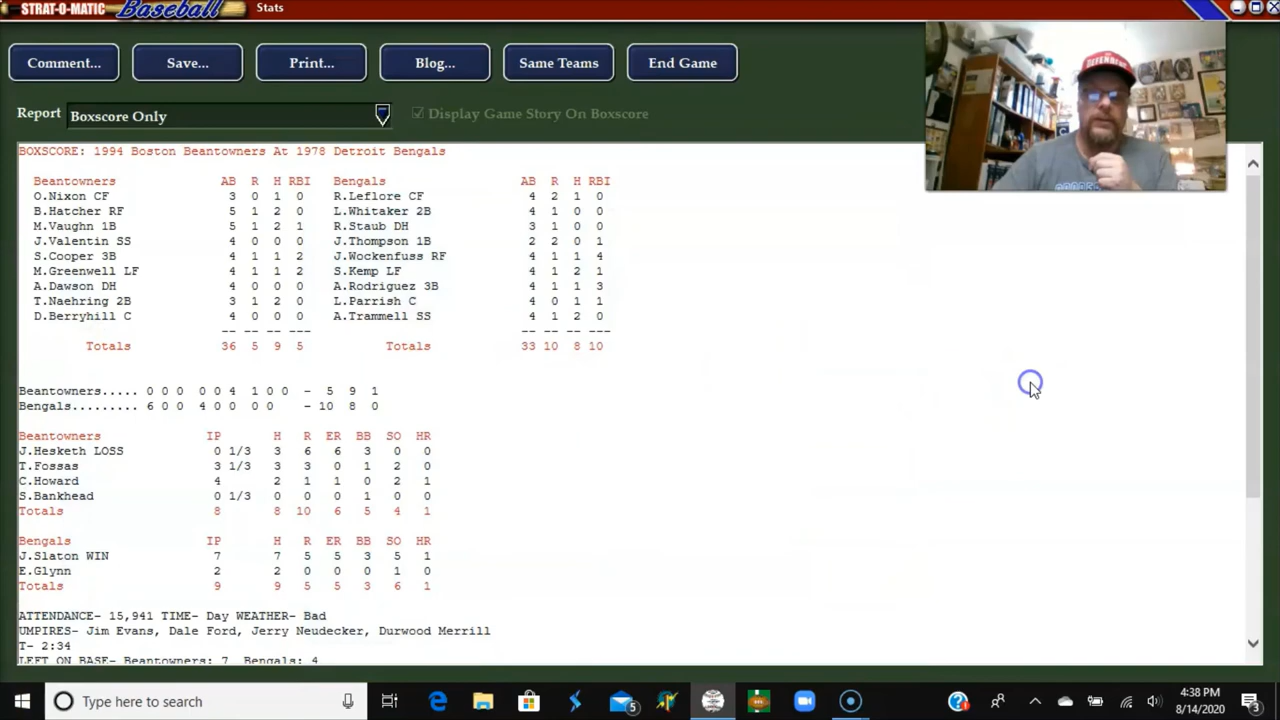 STRAT-O-MATIC Baseball Stats
Comment... Save... Print... Blog... Same Teams End Game
Report Boxscore Only Display Game Story On Boxscore
BOXSCORE: 1994 Boston Beantowners At 1978 Detroit Bengals
Beantowners AB R H RBI Bengals AB R H RBI
O.Nixon CF 3 0 1 0 R.Leflore CF 4 2 1 0
B.Hatcher RF 5 1 2 0 L.Whitaker 2B 4 1 0 0
M.Vaughn 1B 5 1 2 1 R.Staub DH 3 1 0 0
J.Valentin SS 4 0 0 0 J.Thompson 1B 2 2 0 1
S.Cooper 3B 4 1 1 2 J.Wockenfuss RF 4 1 1 4
M.Greenwell LF 4 1 1 2 S.Kemp LF 4 1 2 1
A.Dawson DH 4 0 0 0 A.Rodriguez 3B 4 1 1 3
T.Naehring 2B 3 1 2 0 L.Parrish C 4 0 1 1
D.Berryhill C 4 0 0 0 A.Trammell SS 4 1 2 0
-- -- -- --- -- -- -- ---
Totals 36 5 9 5 Totals 33 10 8 10
Beantowners..... 0 0 0 0 0 4 1 0 0 - 5 9 1
Bengals......... 6 0 0 4 0 0 0 0 - 10 8 0
Beantowners IP H R ER BB SO HR
J.Hesketh LOSS 0 1/3 3 6 6 3 0 0
T.Fossas 3 1/3 3 3 0 1 2 0
C.Howard 4 2 1 1 0 2 1
S.Bankhead 0 1/3 0 0 0 1 0 0
Totals 8 8 10 6 5 4 1
Bengals IP H R ER BB SO HR
J.Slaton WIN 7 7 5 5 3 5 1
E.Glynn 2 2 0 0 0 1 0
Totals 9 9 5 5 3 6 1
ATTENDANCE- 15,941 TIME- Day WEATHER- Bad
UMPIRES- Jim Evans, Dale Ford, Jerry Neudecker, Durwood Merrill
T- 2:34
LEFT ON BASE- Beantowners: 7 Bengals: 4
Type here to search
5
4:38 PM
8/14/2020
3